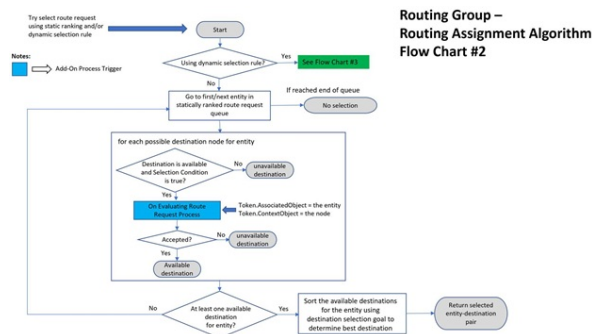 Routing Group –
Routing Assignment Algorithm
Flow Chart #2
Try select route request
using static ranking and/or
dynamic selection rule
Start
Notes:
Add-On Process Trigger
Using dynamic selection rule?
Yes
See Flow Chart #3
No
Go to first/next entity in
statically ranked route request
queue
If reached end of queue
No selection
for each possible destination node for entity
Destination is available
and Selection Condition
is true?
No
unavailable
destination
Yes
On Evaluating Route
Request Process
Token.AssociatedObject = the entity
Token.ContextObject = the node
Accepted?
No
unavailable
destination
Yes
Available
destination
No
At least one available
destination
for entity?
Yes
Sort the available destinations
for the entity using
destination selection goal to
determine best destination
Return selected
entity-destination
pair